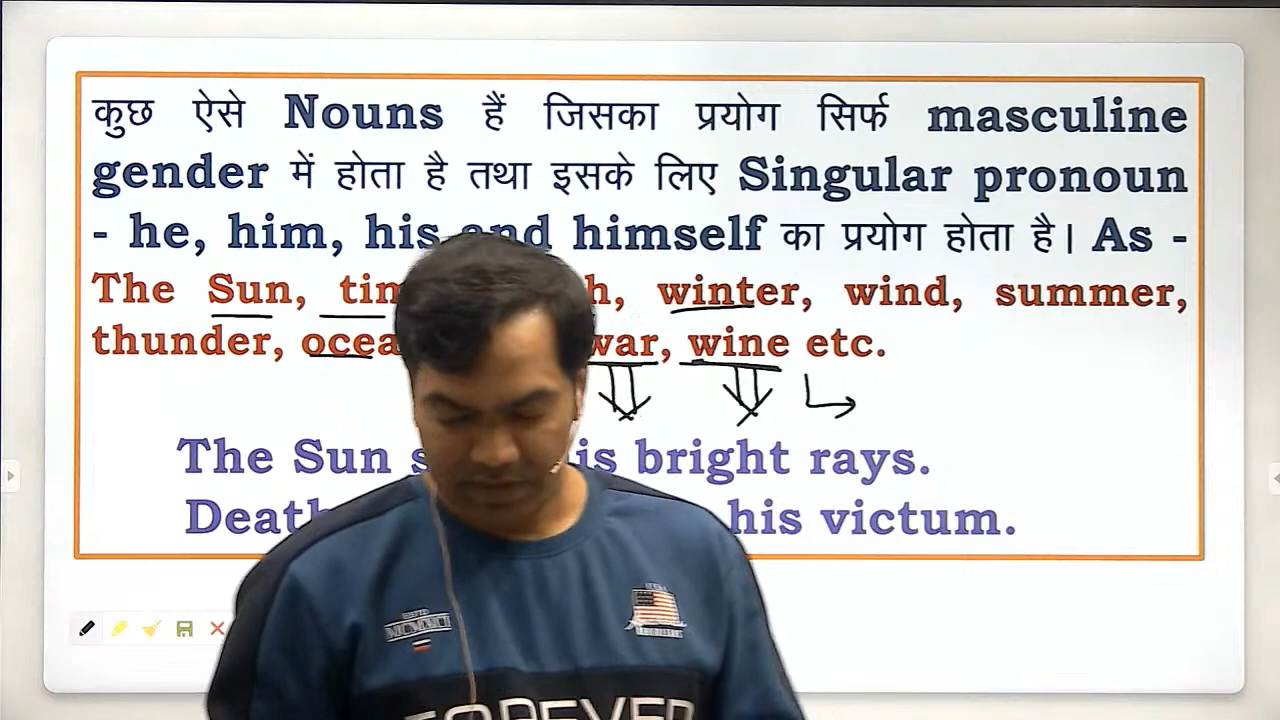 कुछ ऐसे Nouns हैं जिसका प्रयोग सिर्फ masculine
gender में होता है तथा इसके लिए Singular pronoun
- he, him, his and himself का प्रयोग होता है। As -
The Sun, winter, wind, summer,
thunder, war, wine etc.
The Sun bright rays.
his victum.
FOREVER